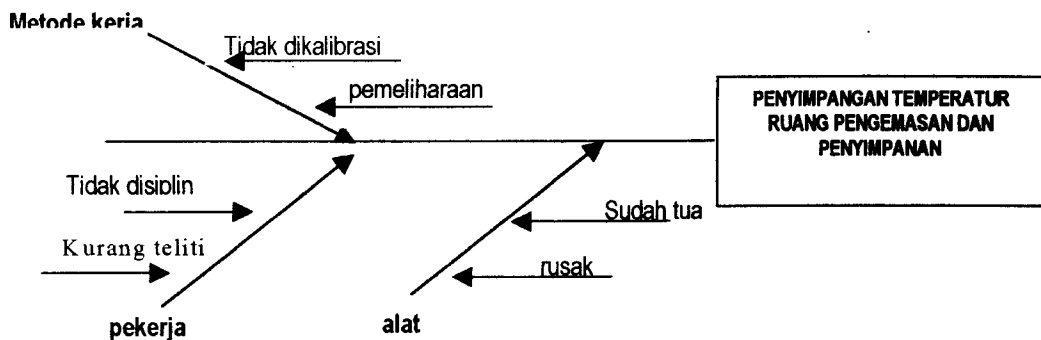 Metode kerja
Tidak dikalibrasi
pemeliharaan
PENYIMPANGAN TEMPERATUR
RUANG PENGEMASAN DAN
PENYIMPANAN
Tidak disiplin
Kurang teliti
Sudah tua
rusak
pekerja
alat